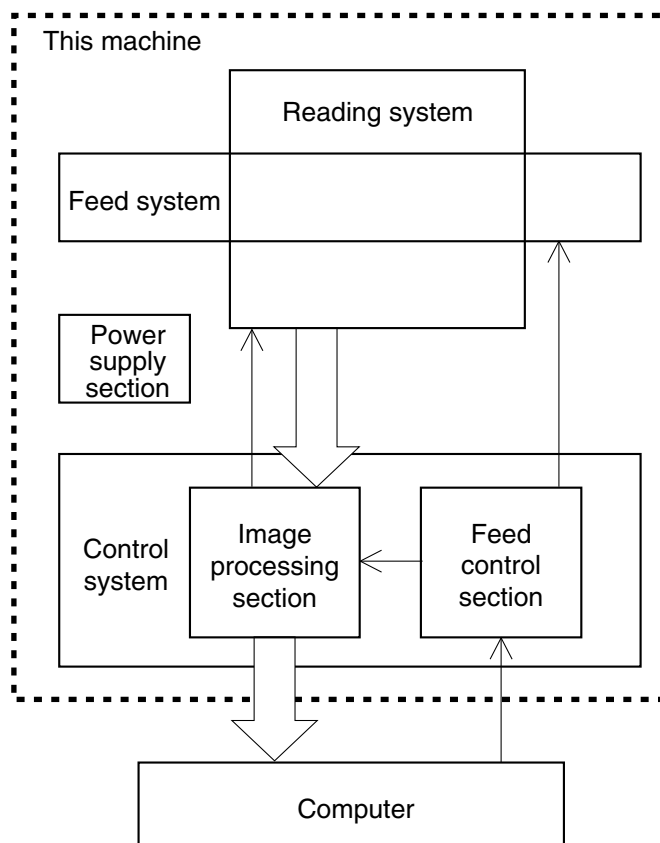 This machine
Reading system
Feed system
Power
supply
section
Control
system
Image
processing
section
Feed
control
section
Computer